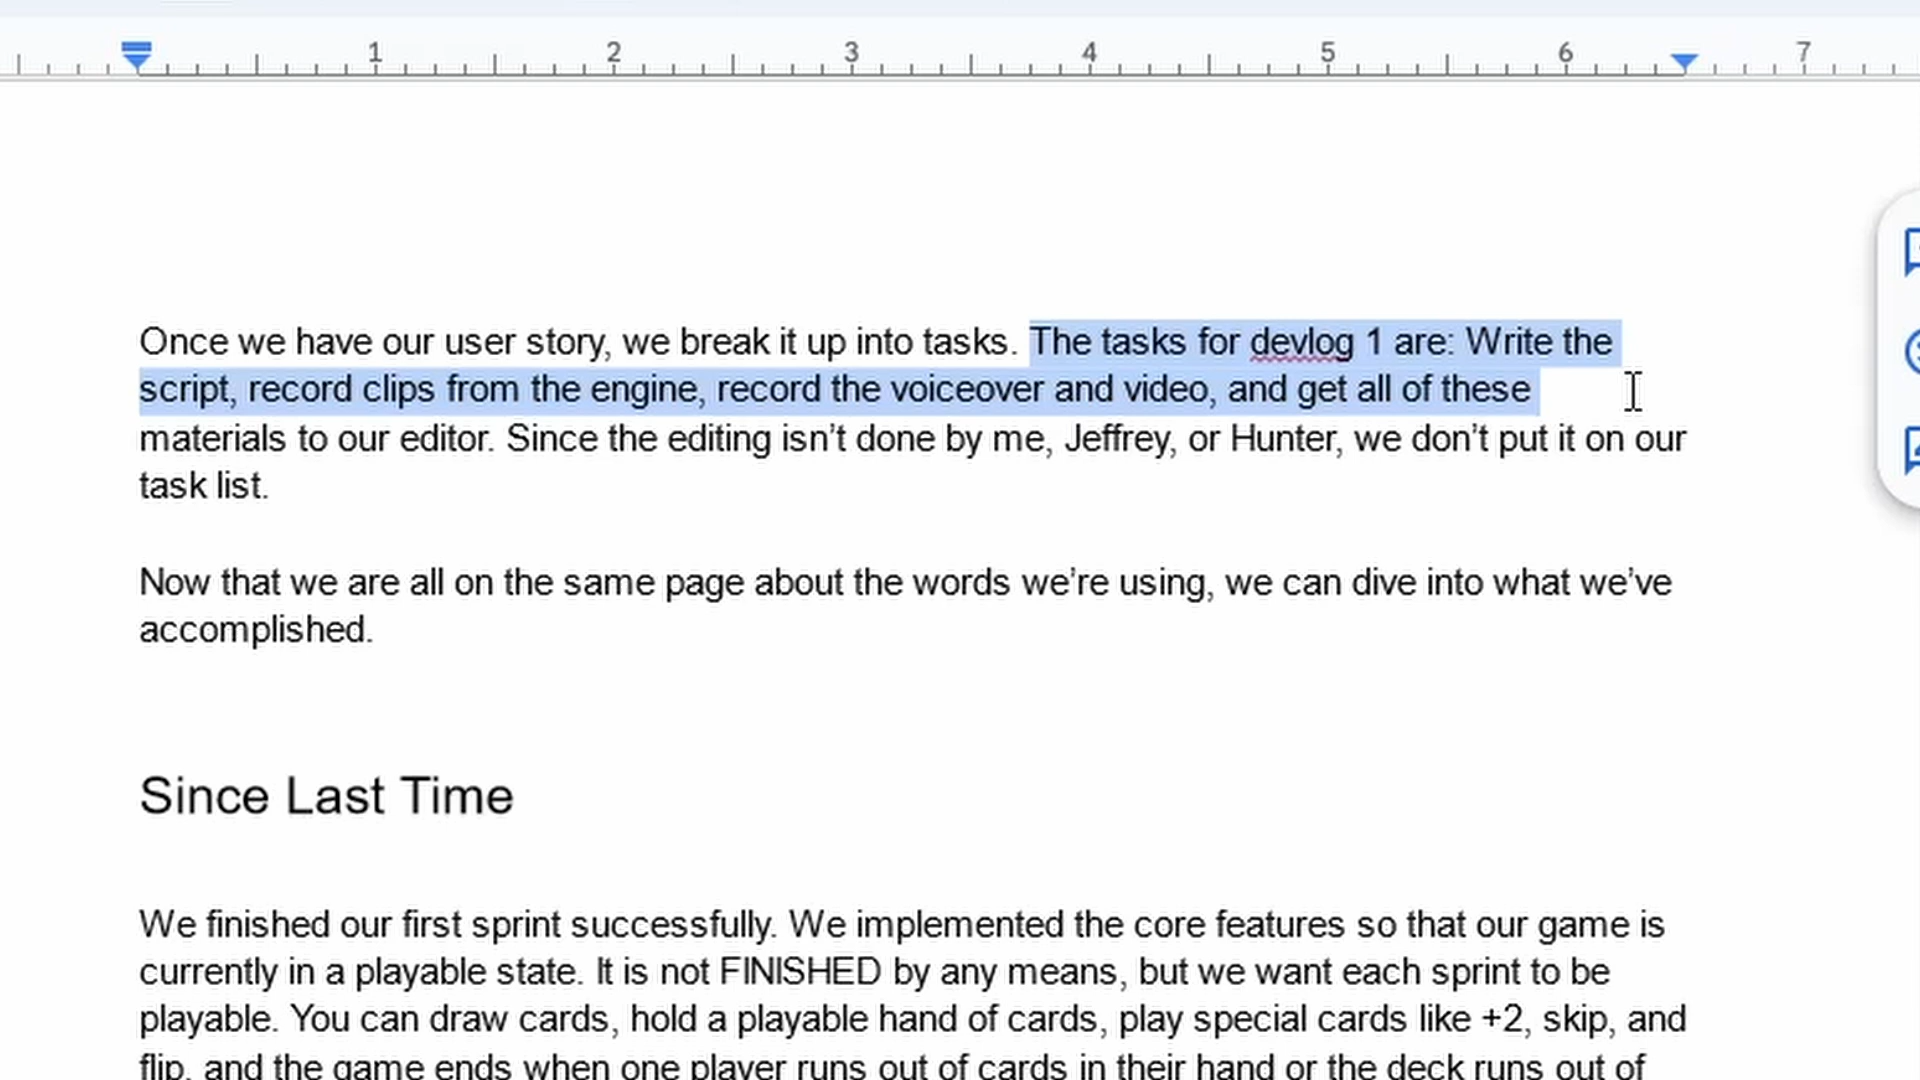 1 2 3 4 5 6 7
Once we have our user story, we break it up into tasks. The tasks for devlog 1 are: Write the
script, record clips from the engine, record the voiceover and video, and get all of these
materials to our editor. Since the editing isn’t done by me, Jeffrey, or Hunter, we don’t put it on our
task list.
Now that we are all on the same page about the words we’re using, we can dive into what we’ve
accomplished.
Since Last Time
We finished our first sprint successfully. We implemented the core features so that our game is
currently in a playable state. It is not FINISHED by any means, but we want each sprint to be
playable. You can draw cards, hold a playable hand of cards, play special cards like +2, skip, and
flip, and the game ends when one player runs out of cards in their hand or the deck runs out of